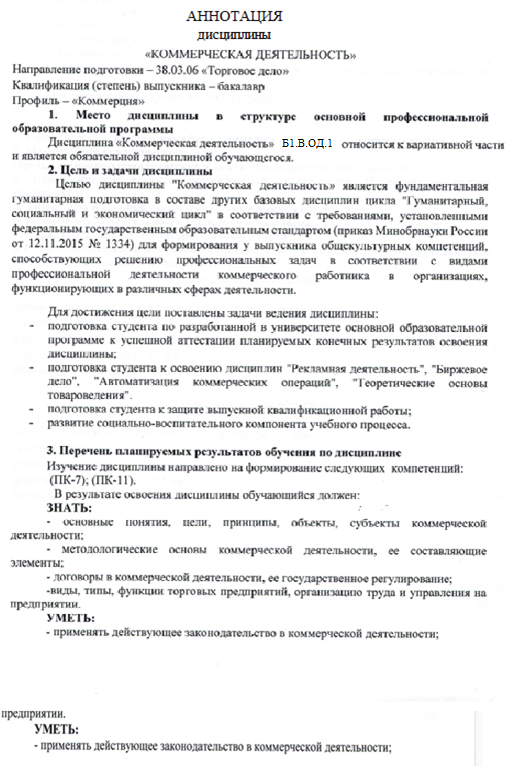 АННОТАЦИЯ
ДИСЦИПЛИНЫ
«КОММЕРЧЕСКАЯ ДЕЯТЕЛЬНОСТЬ»
Направление подготовки – 38.03.06 «Торговое дело»
Квалификация (степень) выпускника – бакалавр
Профиль – «Коммерция»
1. Место дисциплины в структуре основной профессиональной
образовательной программы
Дисциплина «Коммерческая деятельность» Б1.В.ОД.1 относится к вариативной части
и является обязательной дисциплиной обучающегося.
2. Цель и задачи дисциплины
Целью дисциплины "Коммерческая деятельность» является фундаментальная
гуманитарная подготовка в составе других базовых дисциплин цикла "Гуманитарный,
социальный и экономический цикл" в соответствии с требованиями, установленными
федеральным государственным образовательным стандартом (приказ Минобрнауки России
от 12.11.2015 № 1334) для формирования у выпускника общекультурных компетенций,
способствующих решению профессиональных задач в соответствии с видами
профессиональной деятельности коммерческого работника в организациях,
функционирующих в различных сферах деятельности.
Для достижения цели поставлены задачи ведения дисциплины:
- подготовка студента по разработанной в университете основной образовательной
программе к успешной аттестации планируемых конечных результатов освоения
дисциплины;
- подготовка студента к освоению дисциплин "Рекламная деятельность", "Биржевое
дело", "Автоматизация коммерческих операций", "Теоретические основы
товароведения".
- подготовка студента к защите выпускной квалификационной работы;
- развитие социально-воспитательного компонента учебного процесса.
3. Перечень планируемых результатов обучения по дисциплине
Изучение дисциплины направлено на формирование следующих компетенций:
(ПК-7); (ПК-11).
В результате освоения дисциплины обучающийся должен:
ЗНАТЬ:
- основные понятия, цели, принципы, объекты, субъекты коммерческой
деятельности;
- методологические основы коммерческой деятельности, ее составляющие
элементы;
- договоры в коммерческой деятельности, ее государственное регулирование;
-виды, типы, функции торговых предприятий, организацию труда и управления на
предприятии.
УМЕТЬ:
- применять действующее законодательство в коммерческой деятельности;
предприятии.
УМЕТЬ:
- применять действующее законодательство в коммерческой деятельности;